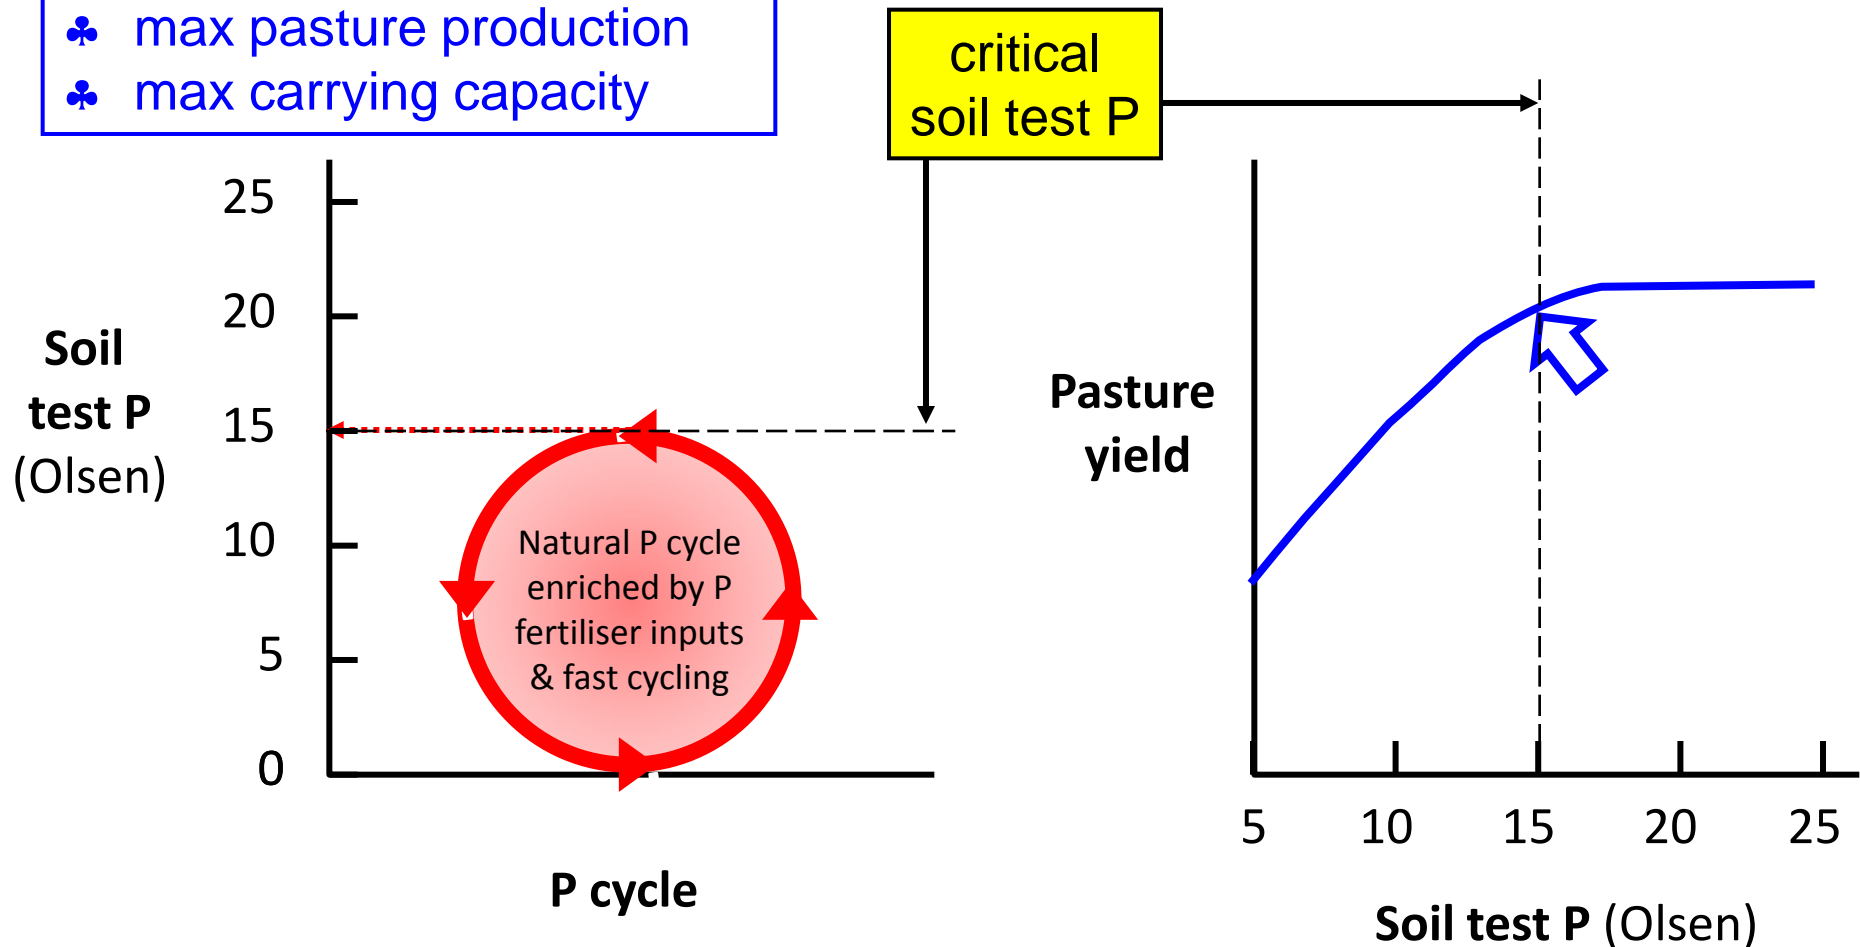 ♣ max pasture production
♣ max carrying capacity
critical
soil test P
25
20
15
10
5
0
Soil
test P
(Olsen)
Natural P cycle
enriched by P
fertiliser inputs
& fast cycling
P cycle
Pasture
yield
5 10 15 20 25
Soil test P (Olsen)